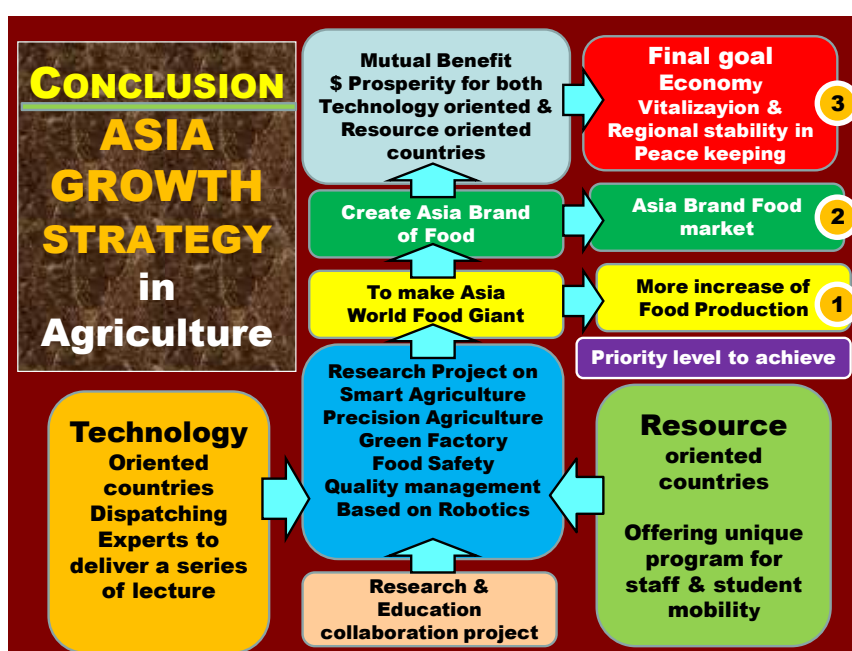 CONCLUSION
ASIA
GROWTH
STRATEGY
in
Agriculture
Mutual Benefit
$ Prosperity for both
Technology oriented &
Resource oriented
countries
Final goal
Economy
Vitalizayion &
Regional stability in
Peace keeping
3
Create Asia Brand
of Food
Asia Brand Food
market
2
To make Asia
World Food Giant
More increase of
Food Production
1
Priority level to achieve
Research Project on
Smart Agriculture
Precision Agriculture
Green Factory
Food Safety
Quality management
Based on Robotics
Technology
Oriented
countries
Dispatching
Experts to
deliver a series
of lecture
Resource
oriented
countries
Offering unique
program for
staff & student
mobility
Research &
Education
collaboration project